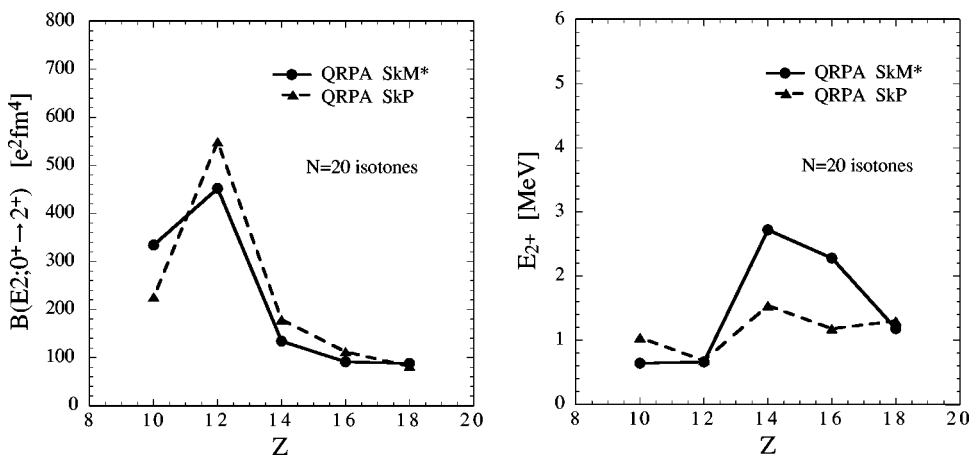 800
700
600
500
400
300
200
100
0
B(E2;0⁺→2⁺) [e²fm⁴]
QRPA SkM*
QRPA SkP
N=20 isotones
8 10 12 14 16 18 20
Z
6
5
4
3
2
1
0
E₂₊ [MeV]
QRPA SkM*
QRPA SkP
N=20 isotones
8 10 12 14 16 18 20
Z